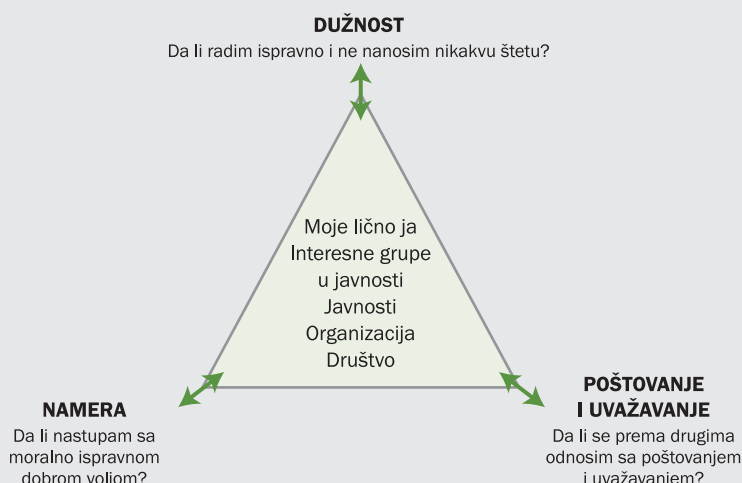 DUŽNOST
Da li radim ispravno i ne nanosim nikakvu štetu?
Moje lično ja
Interesne grupe
u javnosti
Javnosti
Organizacija
Društvo
NAMERA
Da li nastupam sa
moralno ispravnom
dobrom voljom?
POŠTOVANJE
I UVAŽAVANJE
Da li se prema drugima
odnosim sa poštovanjem
i uvažavanjem?